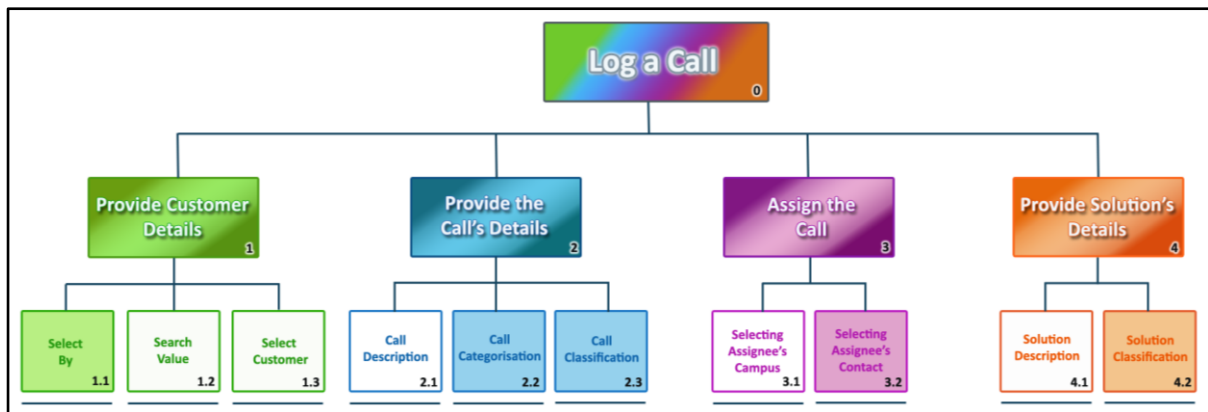 Log a Call
0
Provide Customer
Details
1
Provide the
Call's Details
2
Assign the
Call
3
Provide Solution's
Details
4
Select
By
1.1
Search
Value
1.2
Select
Customer
1.3
Call
Description
2.1
Call
Categorisation
2.2
Call
Classification
2.3
Selecting
Assignee's
Campus
3.1
Selecting
Assignee's
Contact
3.2
Solution
Description
4.1
Solution
Classification
4.2